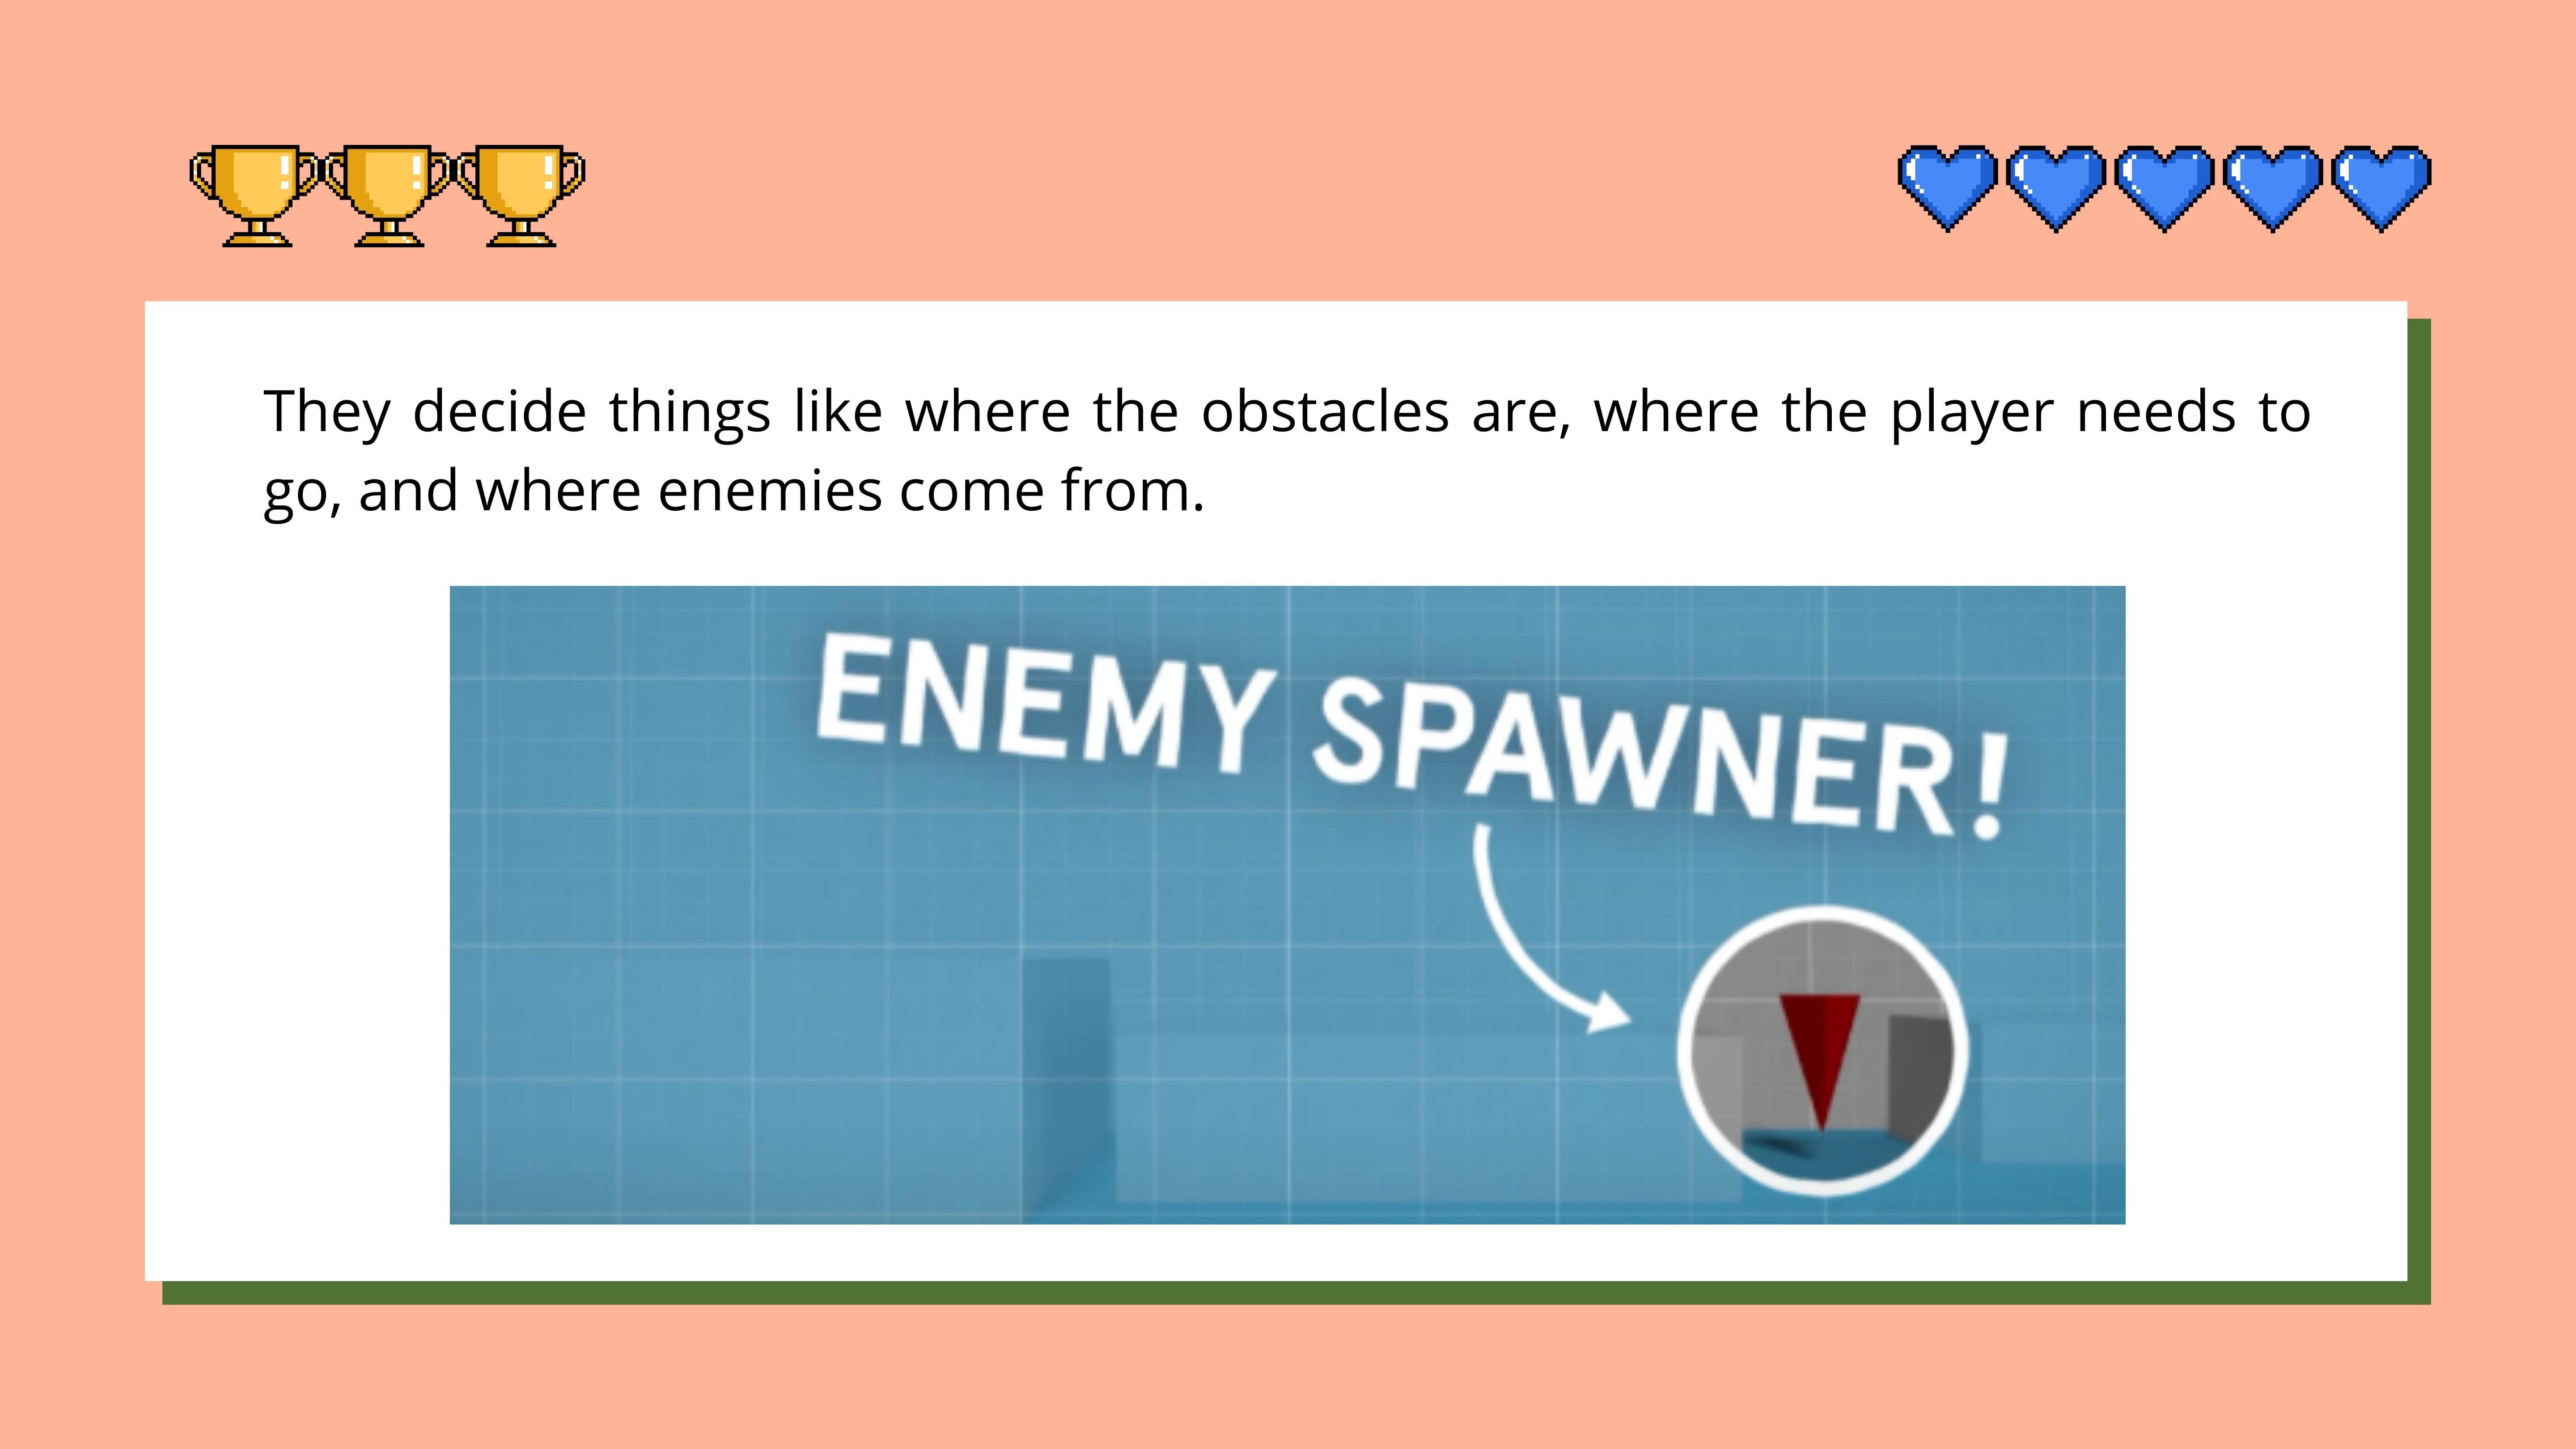 They decide things like where the obstacles are, where the player needs to
go, and where enemies come from.
ENEMY SPAWNER!